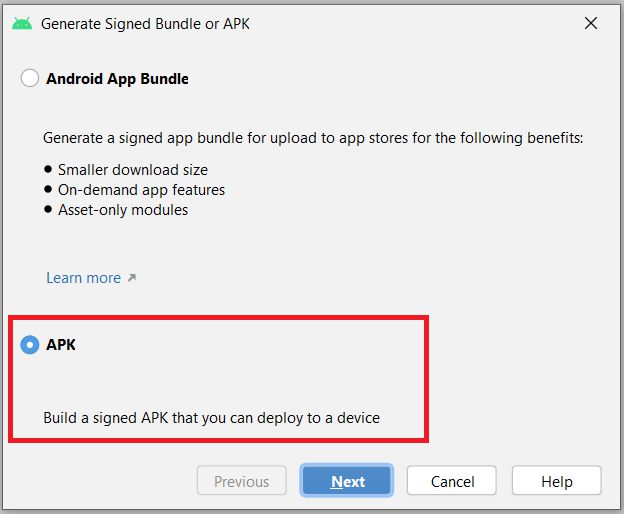 Generate Signed Bundle or APK
Android App Bundle
Generate a signed app bundle for upload to app stores for the following benefits:
• Smaller download size
• On-demand app features
• Asset-only modules
Learn more ↗
APK
Build a signed APK that you can deploy to a device
Previous Next Cancel Help